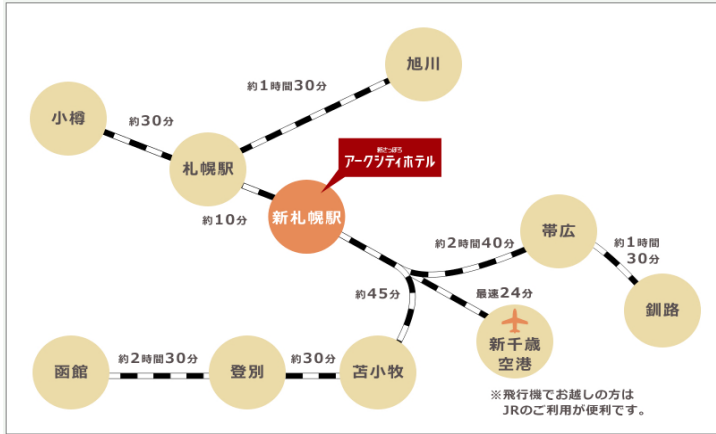 旭川
約1時間30分
小樽
約30分
札幌駅
新さっぽろ
アークシティホテル
約10分
新札幌駅
約2時間40分
帯広
約1時間
30分
約45分
最速24分
釧路
新千歳
空港
函館
約2時間30分
登別
約30分
苫小牧
※飛行機でお越しの方は
JRのご利用が便利です。